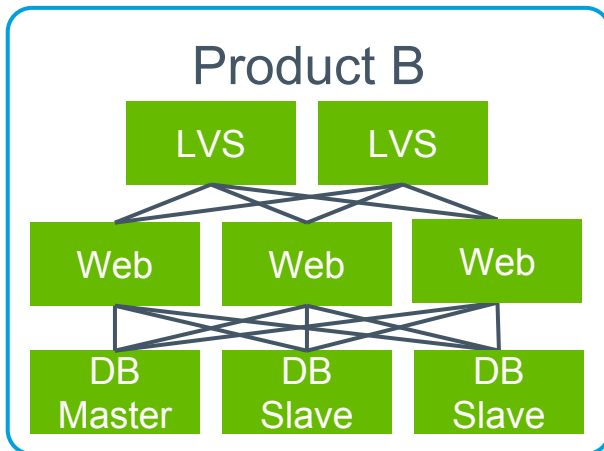 Product B
LVS LVS
Web Web Web
DB DB DB
Master Slave Slave